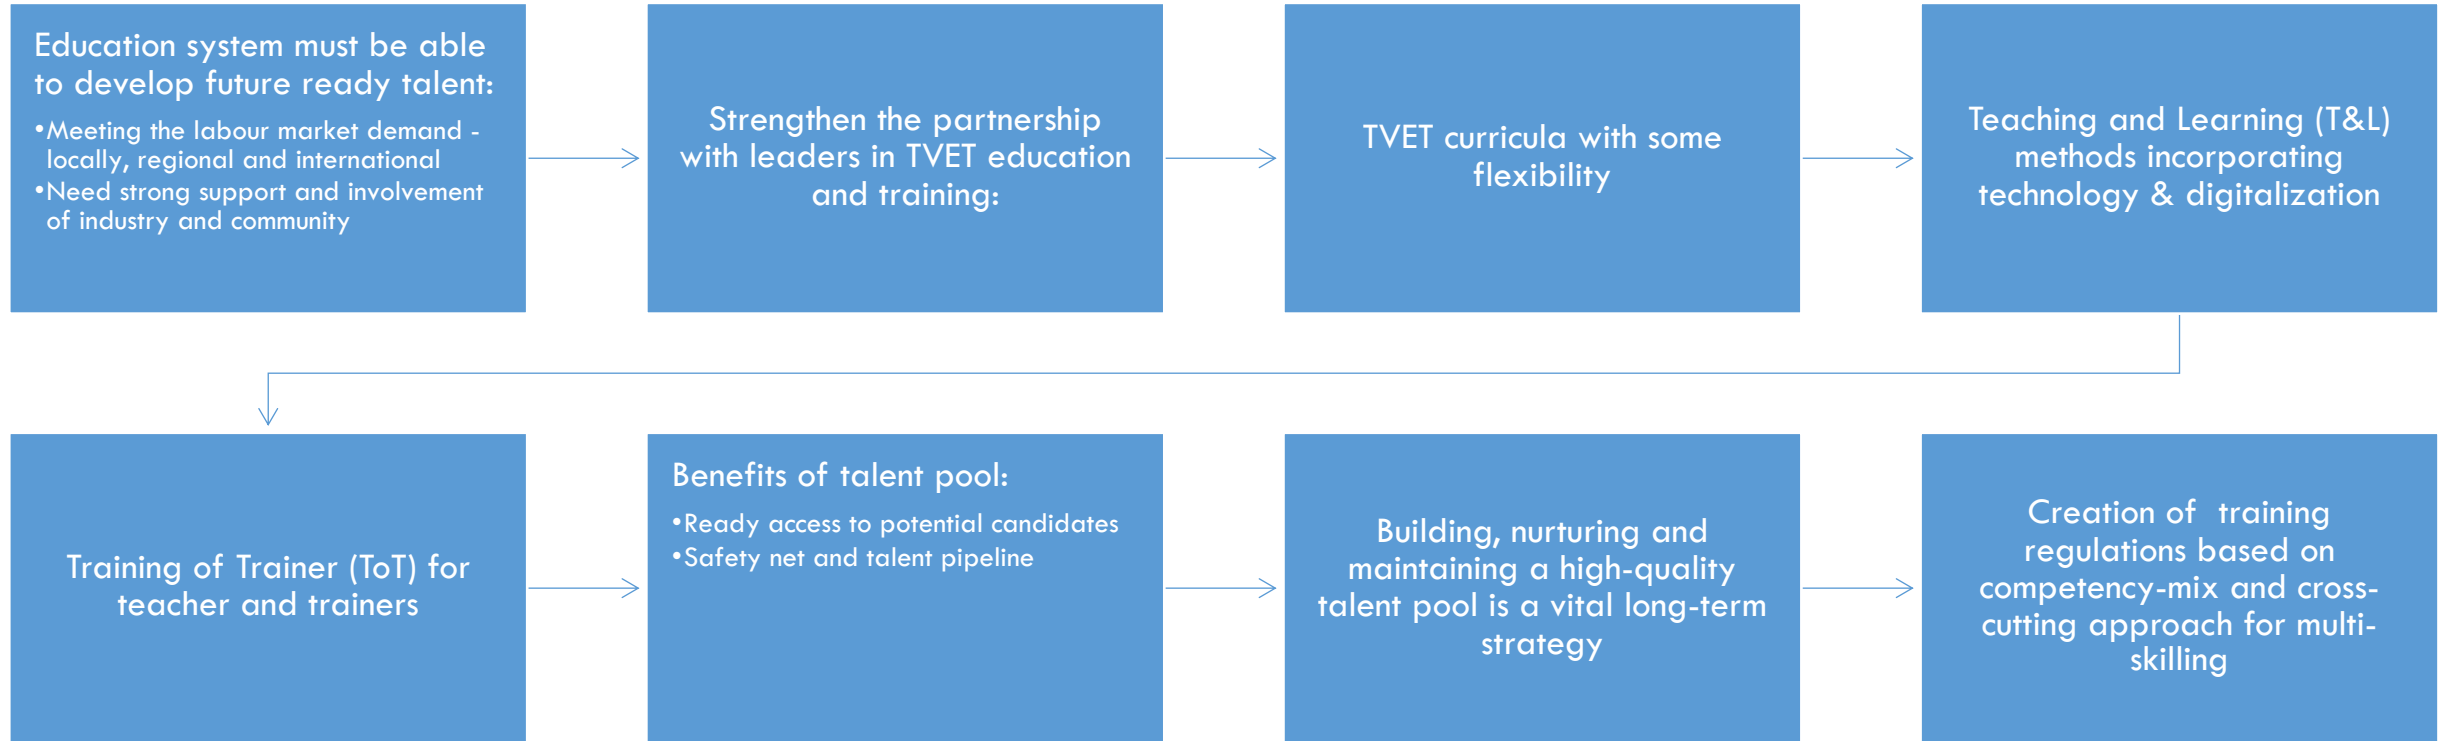 Education system must be able
to develop future ready talent:
•Meeting the labour market demand -
locally, regional and international
•Need strong support and involvement
of industry and community
Strengthen the partnership
with leaders in TVET education
and training:
TVET curricula with some
flexibility
Teaching and Learning (T&L)
methods incorporating
technology & digitalization
Training of Trainer (ToT) for
teacher and trainers
Benefits of talent pool:
•Ready access to potential candidates
•Safety net and talent pipeline
Building, nurturing and
maintaining a high-quality
talent pool is a vital long-term
strategy
Creation of  training
regulations based on
competency-mix and cross-
cutting approach for multi-
skilling